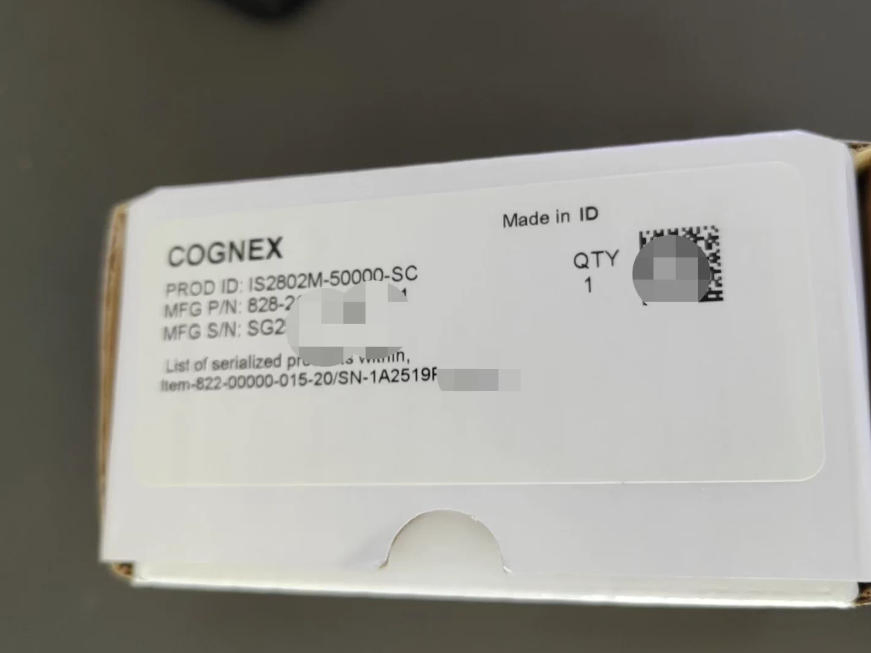 COGNEX
Made in ID
PROD ID: IS2802M-50000-SC
QTY
1
MFG P/N: 828-2
MFG S/N: SG2
List of serialized within,
Item-822-00000-015-20/SN-1A2519F